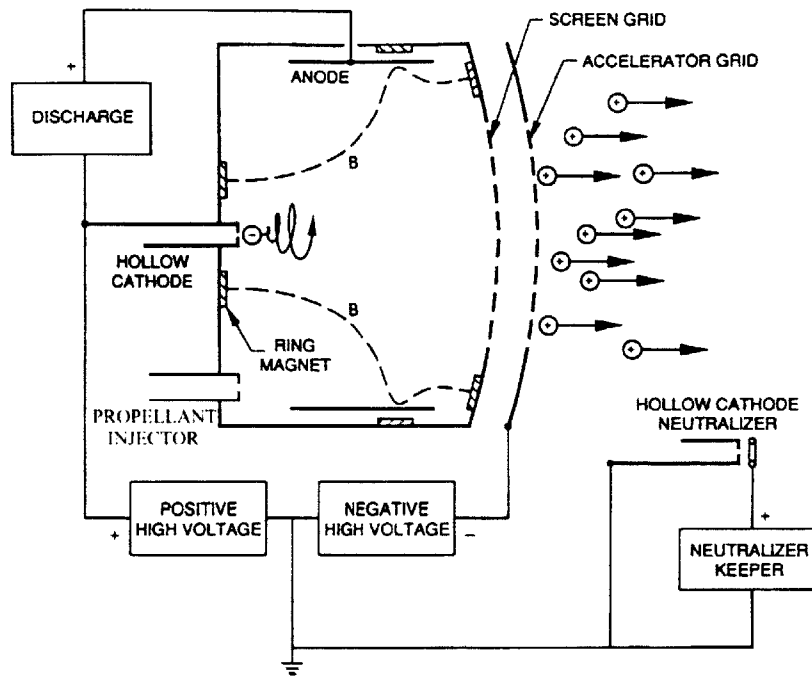 SCREEN GRID
ACCELERATOR GRID
+
ANODE
DISCHARGE
B
HOLLOW
CATHODE
B
RING
MAGNET
PROPELLANT
INJECTOR
HOLLOW CATHODE
NEUTRALIZER
POSITIVE
HIGH VOLTAGE
+
NEGATIVE
HIGH VOLTAGE
−
+
NEUTRALIZER
KEEPER